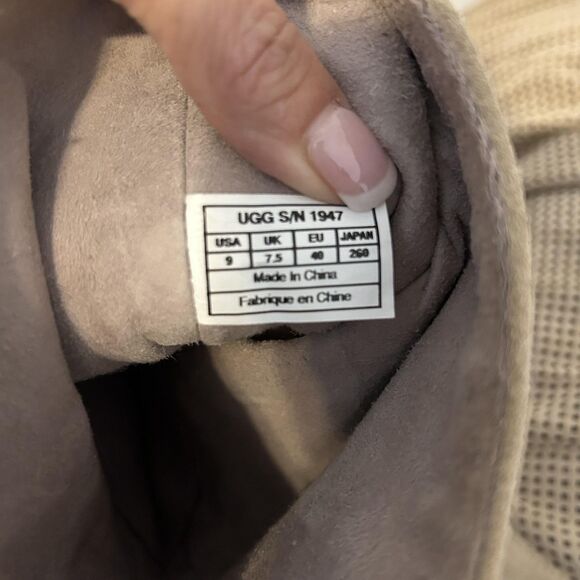 UGG S/N 1947
USA UK EU JAPAN
9 7.5 40 260
Made In China
Fabrique en Chine